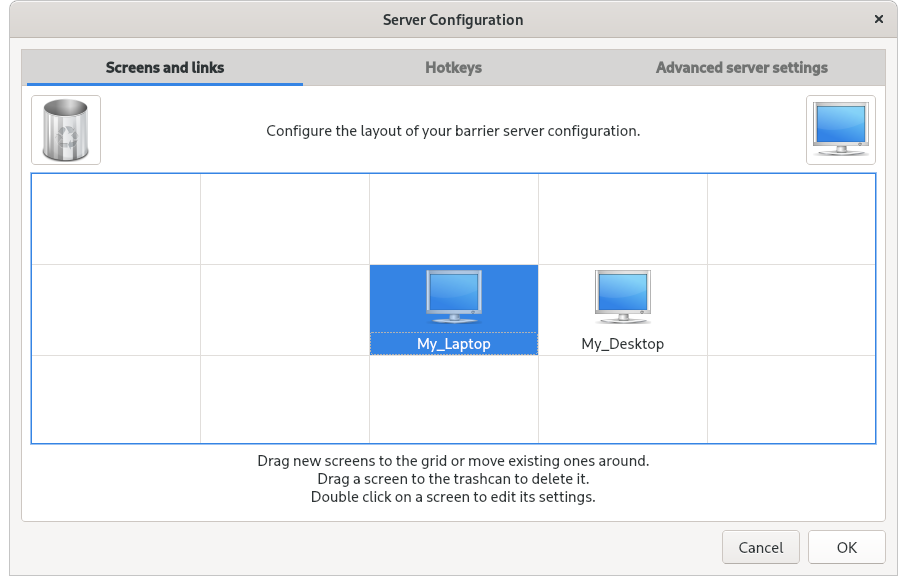 Server Configuration
Screens and links
Hotkeys
Advanced server settings
Configure the layout of your barrier server configuration.
My_Laptop
My_Desktop
Drag new screens to the grid or move existing ones around.
Drag a screen to the trashcan to delete it.
Double click on a screen to edit its settings.
Cancel
OK